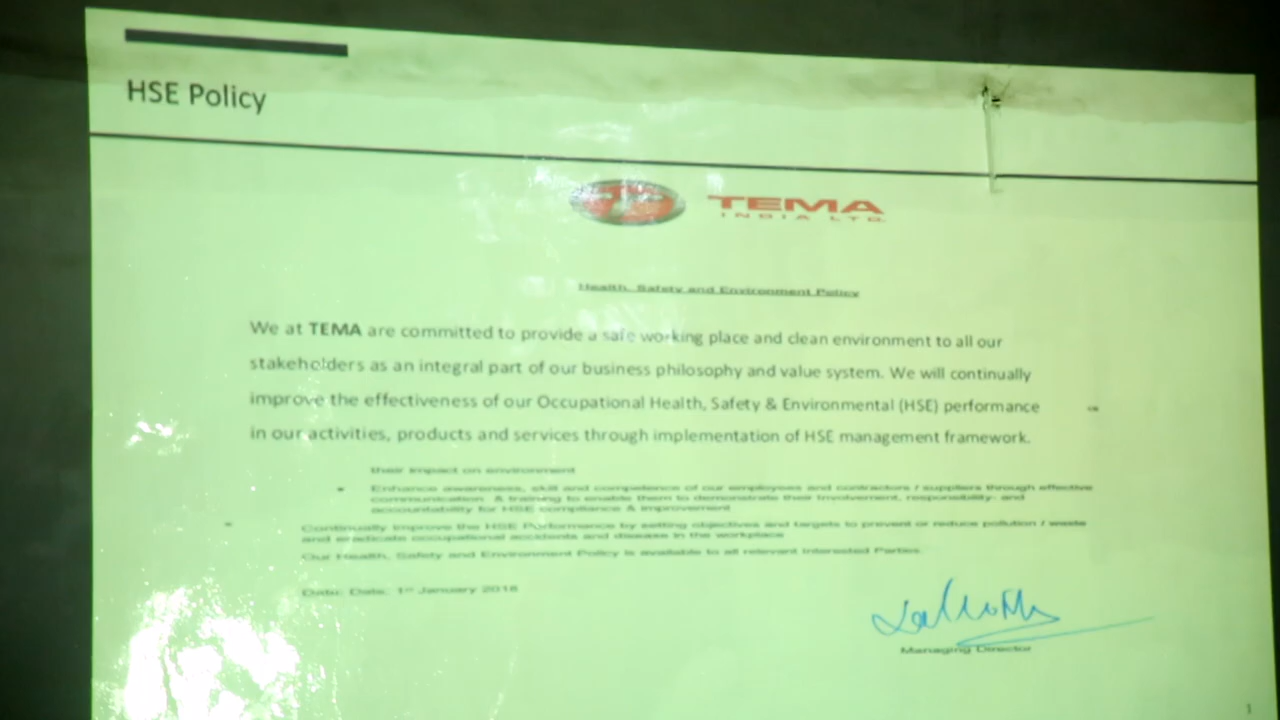 HSE Policy
TEMA
INDIA LTD.
Health, Safety and Environment Policy
We at TEMA are committed to provide a safe working place and clean environment to all our
stakeholders as an integral part of our business philosophy and value system. We will continually
improve the effectiveness of our Occupational Health, Safety & Environmental (HSE) performance
in our activities, products and services through implementation of HSE management framework.
their impact on environment
• Enhance awareness, skill and competence of our employees and contractors / suppliers through effective
communication & training to enable them to demonstrate their involvement, responsibility and
accountability for HSE compliance & improvement
Continually improve the HSE Performance by setting objectives and targets to prevent or reduce pollution / waste
and eradicate occupational accidents and disease in the workplace
Our Health, Safety and Environment Policy is available to all relevant Interested Parties.
Date: Date: 1st January 2018
Managing Director
1